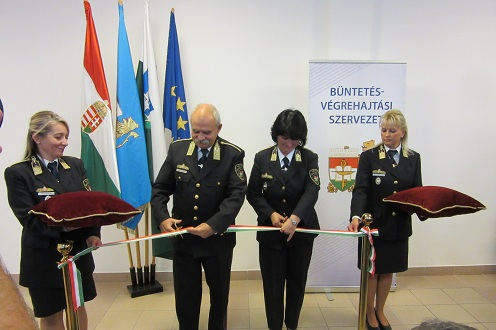 BÜNTETÉS-
VÉGREHAJTÁSI
SZERVEZET